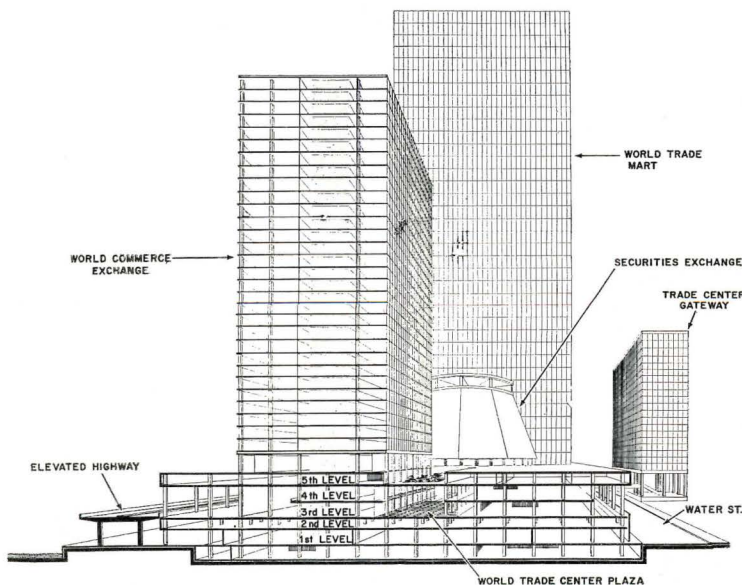 WORLD TRADE
MART
WORLD COMMERCE
EXCHANGE
SECURITIES EXCHANGE
TRADE CENTER
GATEWAY
ELEVATED HIGHWAY
5th LEVEL
4th LEVEL
3rd LEVEL
2nd LEVEL
1st LEVEL
WATER ST.
WORLD TRADE CENTER PLAZA